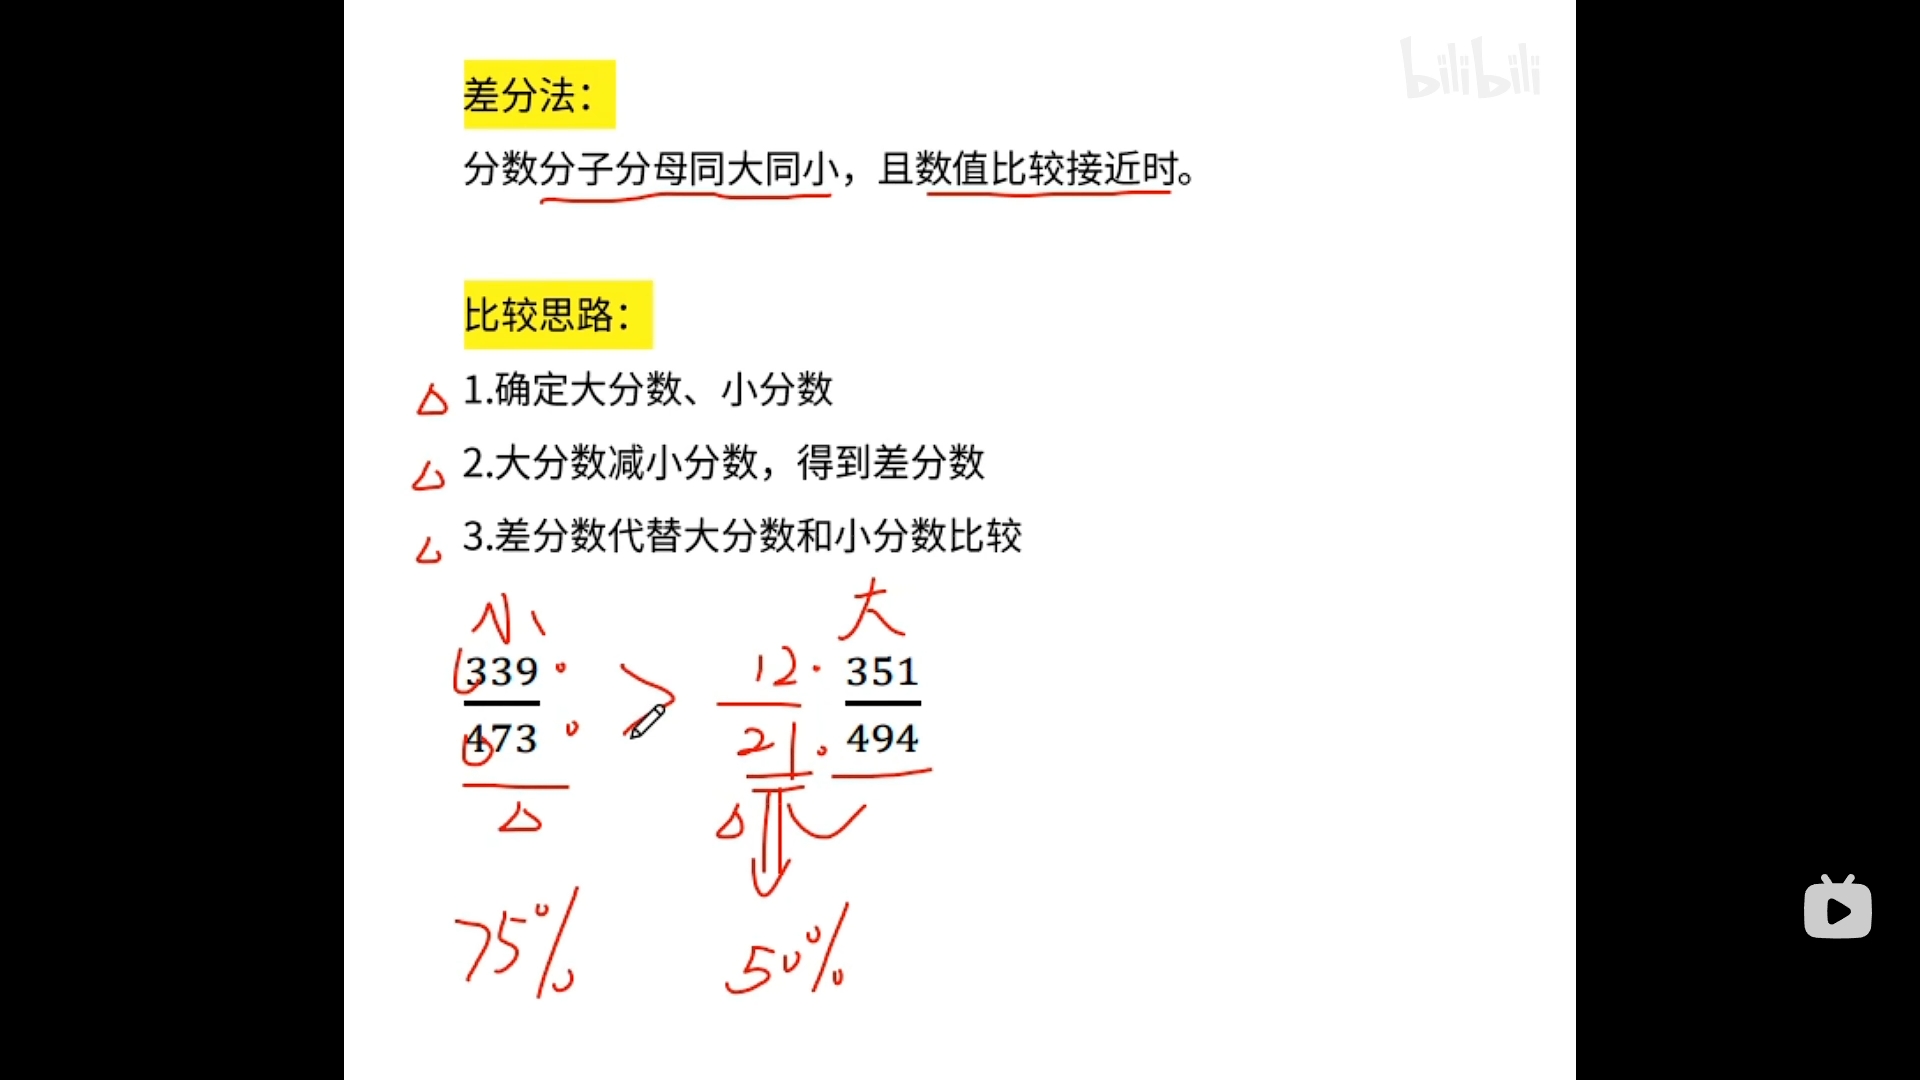 bilibili
差分法：
分数分子分母同大同小，且数值比较接近时。
比较思路：
1.确定大分数、小分数
2.大分数减小分数，得到差分数
3.差分数代替大分数和小分数比较
小 大
339 > 12 351
473 21 494
75% 50%